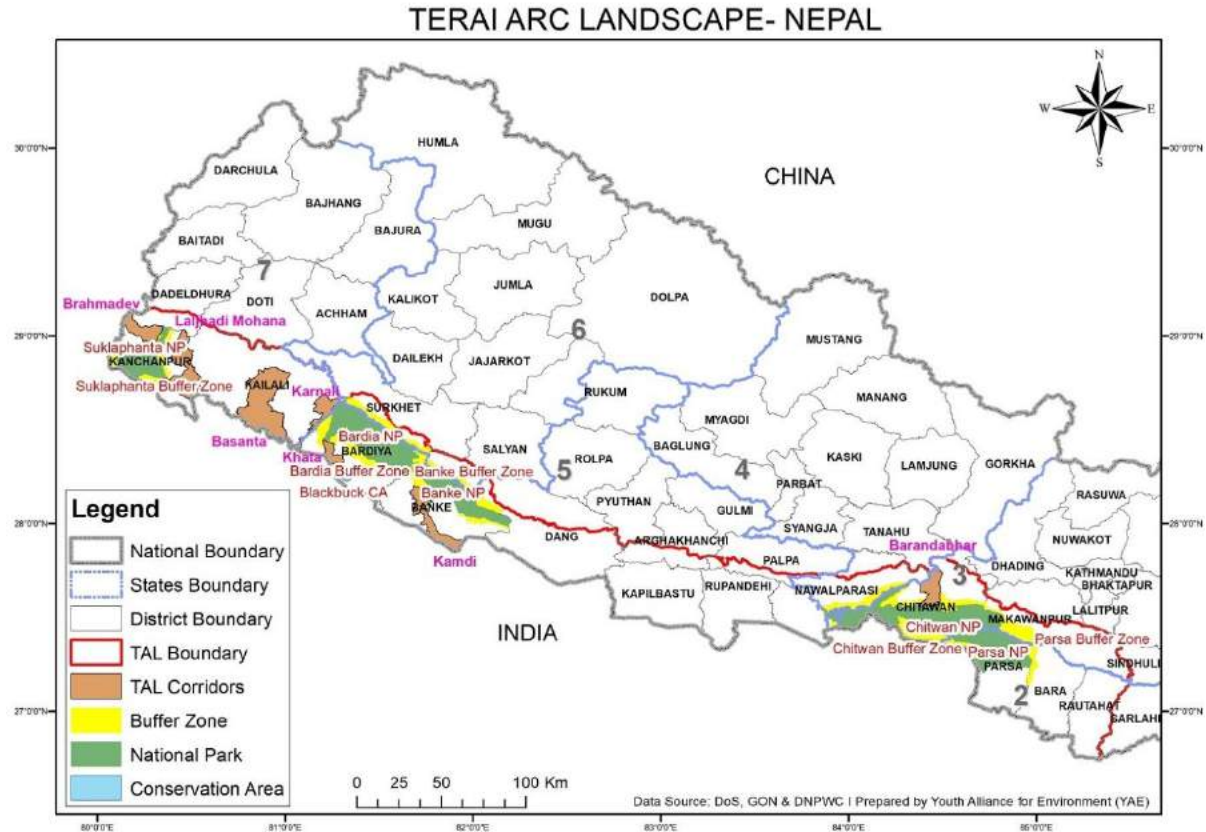 TERAI ARC LANDSCAPE- NEPAL
N
W
E
S
30°0'0"N
30°0'0"N
29°0'0"N
29°0'0"N
28°0'0"N
28°0'0"N
27°0'0"N
27°0'0"N
HUMLA
DARCHULA
CHINA
BAJHANG
MUGU
BAJURA
BAITADI
7
JUMLA
DOLPA
DADELDHURA
DOTI
KALIKOT
Brahmadev
ACHHAM
Laljhadi Mohana
6
MUSTANG
Suklaphanta NP
KANCHANPUR
DAILEKH
JAJARKOT
Suklaphanta Buffer Zone
KAILALI
Karnali
RUKUM
MANANG
SURKHET
MYAGDI
Basanta
Bardia NP
BARDIYA
SALYAN
BAGLUNG
KASKI
LAMJUNG
GORKHA
Khata
ROLPA
Bardia Buffer Zone
Banke Buffer Zone
5
4
PARBAT
Blackbuck CA
Banke NP
PYUTHAN
RASUWA
BANKE
GULMI
SYANGJA
TANAHU
NUWAKOT
DANG
ARGHAKHANCHI
Barandabhar
Kamdi
PALPA
DHADING
3
KATHMANDU
BHAKTAPUR
KAPILBASTU
RUPANDEHI
NAWALPARASI
CHITAWAN
LALITPUR
MAKAWANPUR
Chitwan NP
Parsa Buffer Zone
INDIA
Chitwan Buffer Zone
Parsa NP
SINDHULI
PARSA
2
BARA
RAUTAHAT
SARLAHI
Legend
National Boundary
States Boundary
District Boundary
TAL Boundary
TAL Corridors
Buffer Zone
National Park
Conservation Area
0 25 50 100 Km
Data Source: DoS, GON & DNPWC I Prepared by Youth Alliance for Environment (YAE)
80°0'0"E
81°0'0"E
82°0'0"E
83°0'0"E
84°0'0"E
85°0'0"E